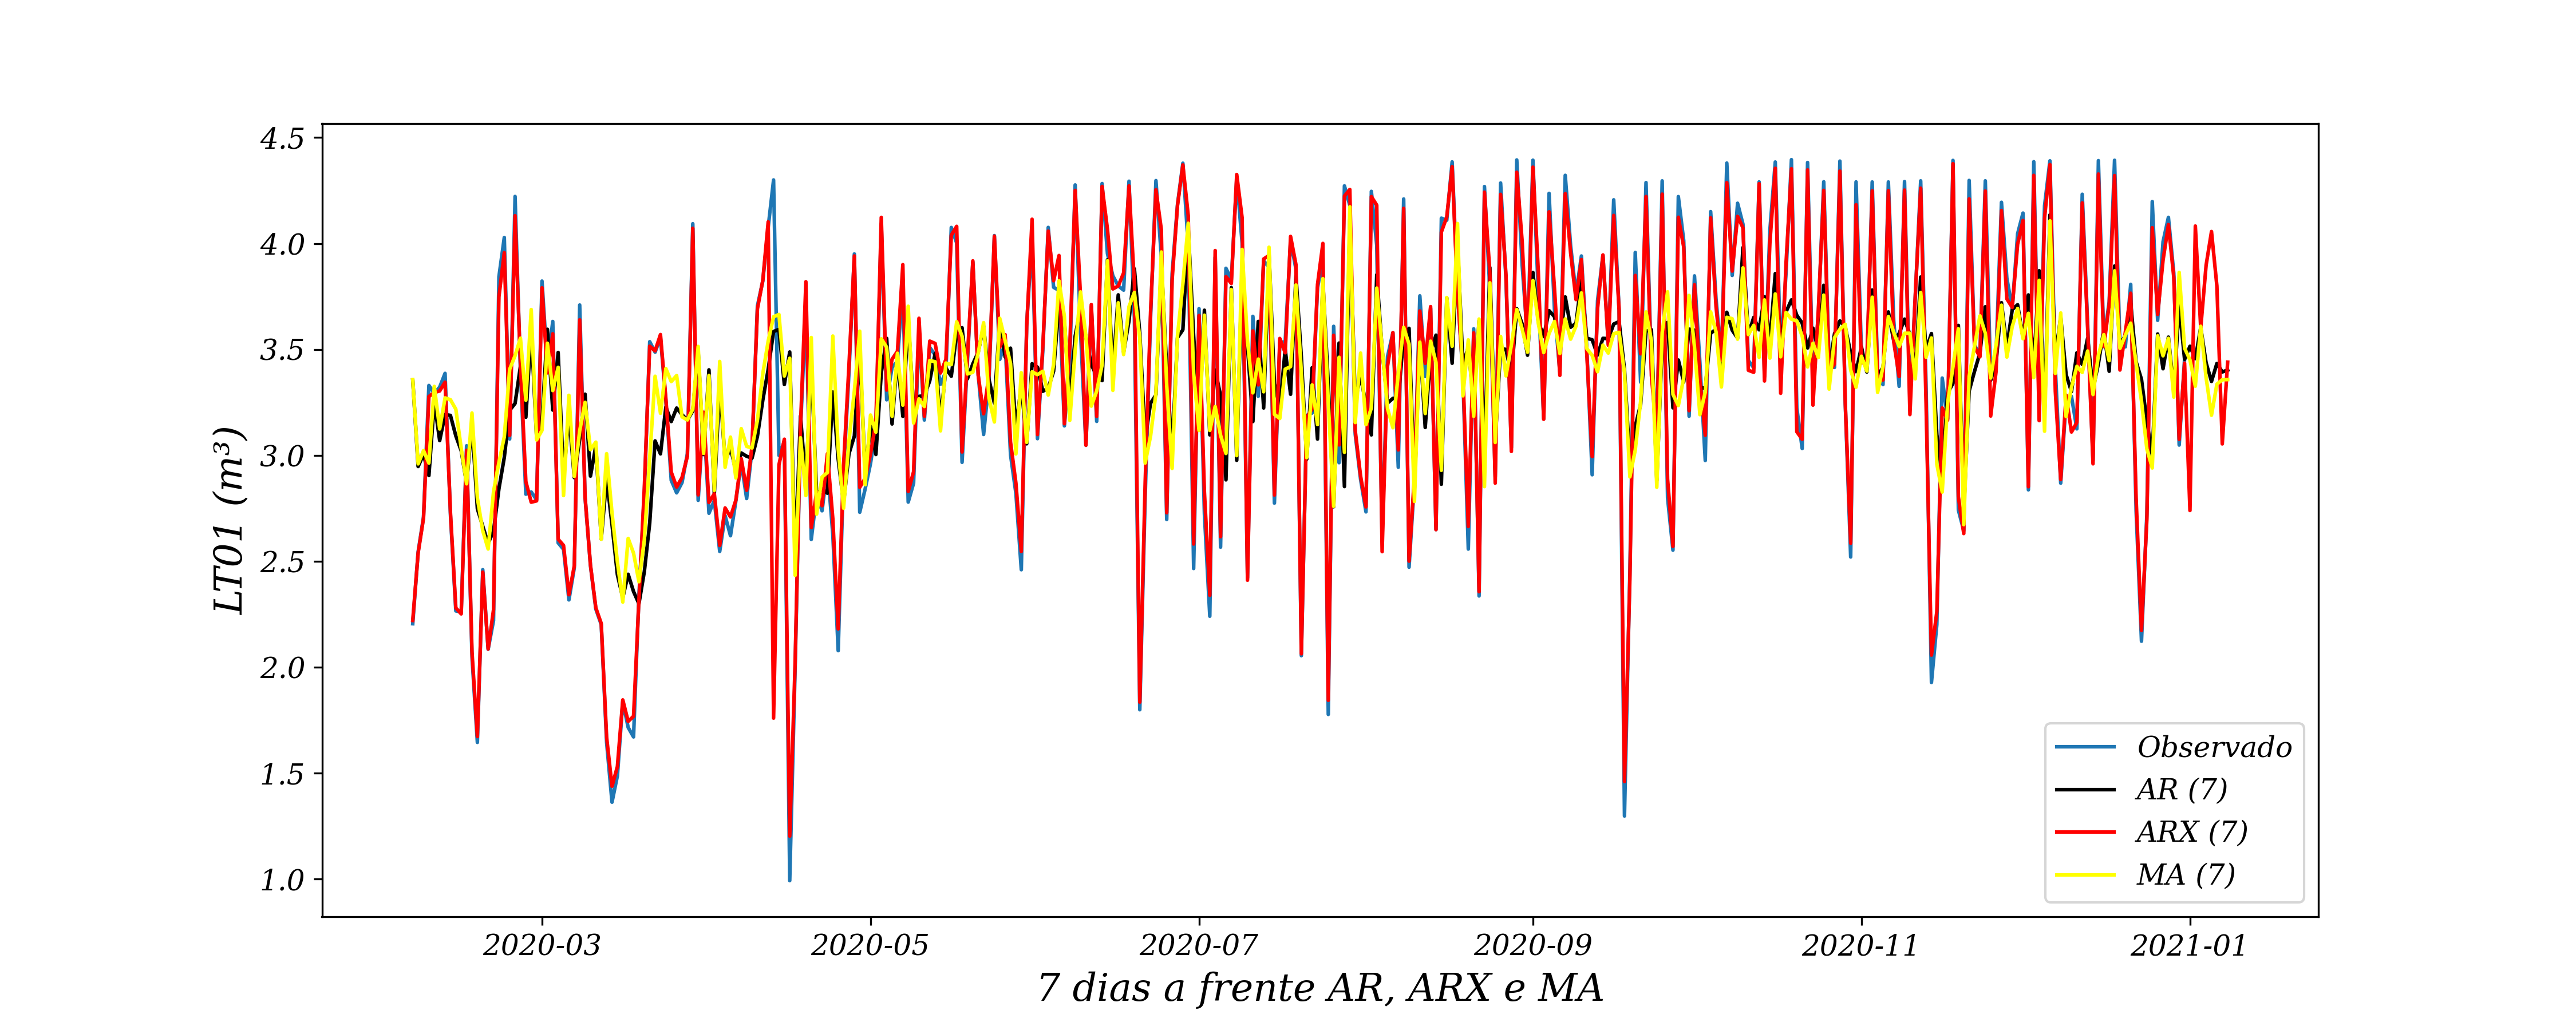 4.5
4.0
3.5
3.0
2.5
2.0
1.5
1.0
LT01 (m³)
Observado
AR (7)
ARX (7)
MA (7)
2020-03 2020-05 2020-07 2020-09 2020-11 2021-01
7 dias a frente AR, ARX e MA